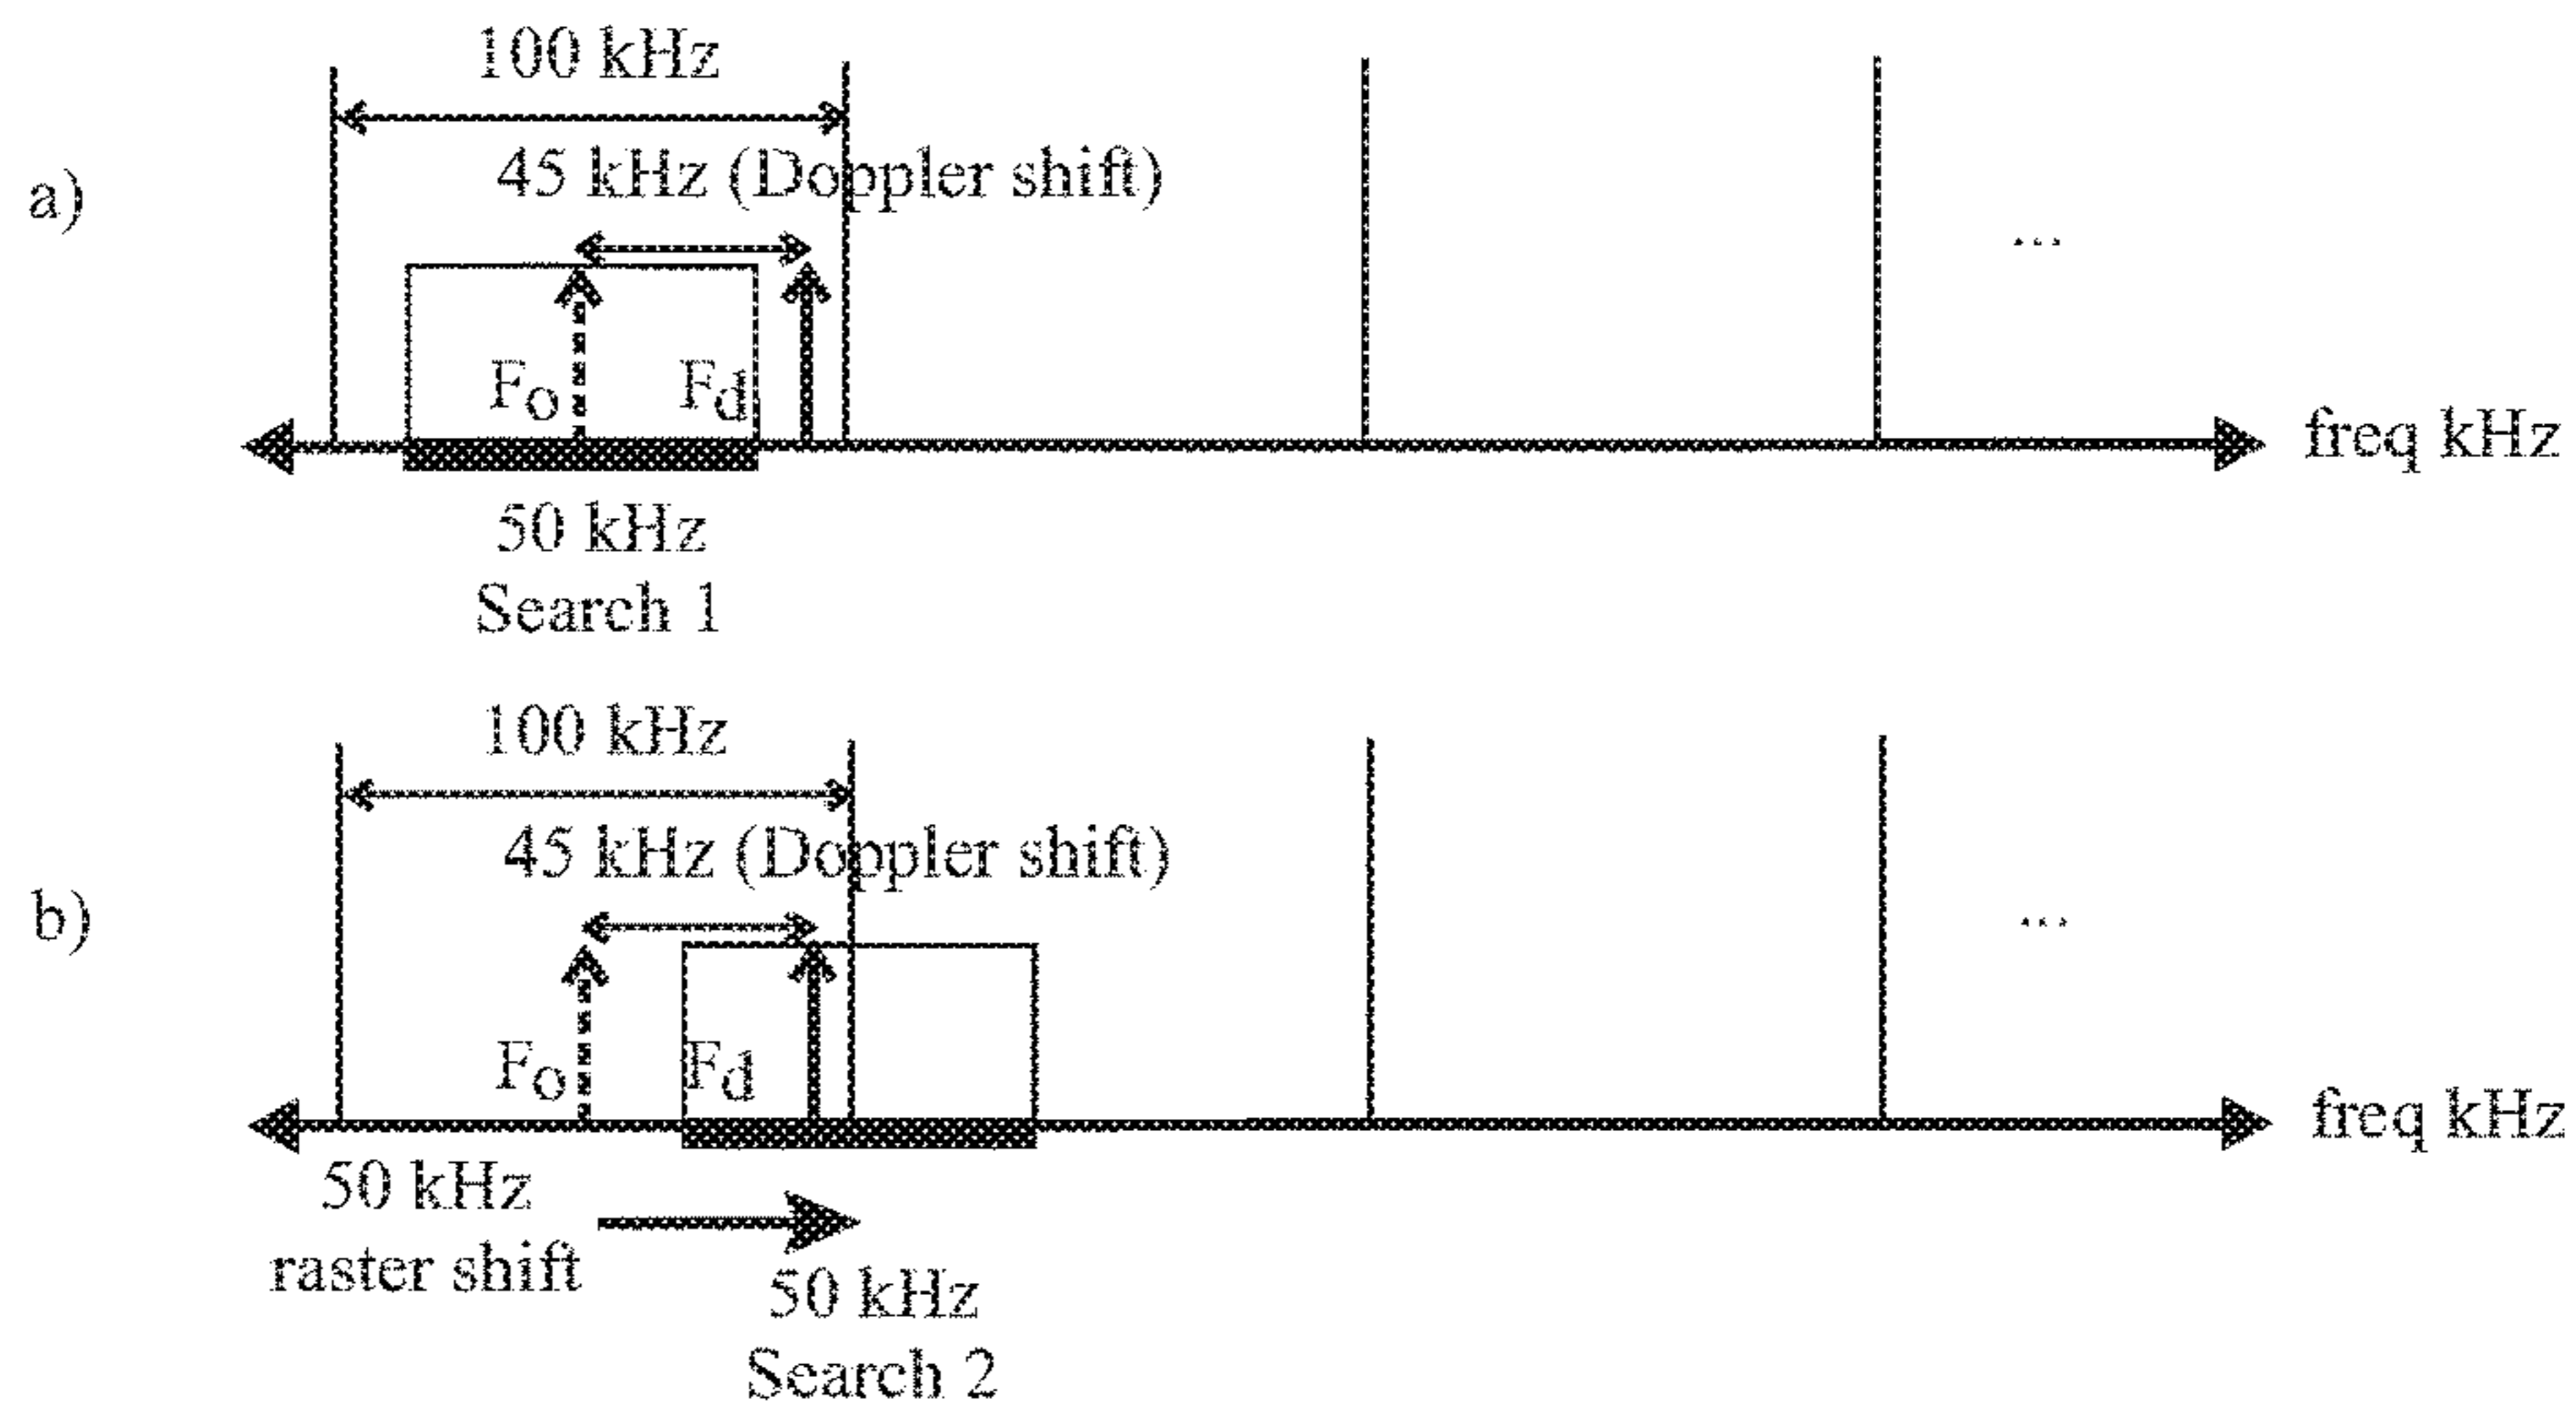 100 kHz
a)
45 kHz (Doppler shift)
...
Fo
Fd
freq kHz
50 kHz
Search 1
100 kHz
b)
45 kHz (Doppler shift)
...
Fo
Fd
freq kHz
50 kHz
raster shift
50 kHz
Search 2